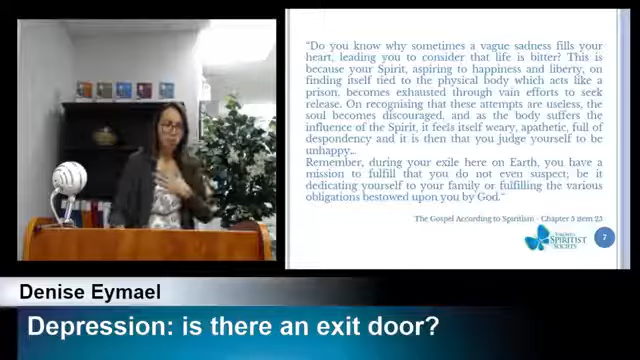 “Do you know why sometimes a vague sadness fills your
heart, leading you to consider that life is bitter? This is
because your Spirit, aspiring to happiness and liberty, on
finding itself tied to the physical body which acts like a
prison, becomes exhausted through vain efforts to seek
release. On recognising that these attempts are useless, the
soul becomes discouraged, and as the body suffers the
influence of the Spirit, it feels itself weary, apathetic, full of
despondency and it is then that you judge yourself to be
unhappy...
Remember, during your exile here on Earth, you have a
mission to fulfill that you do not even suspect; be it
dedicating yourself to your family or fulfilling the various
obligations bestowed upon you by God.”
The Gospel According to Spiritism - Chapter 5 item 25
TORONTO
SPIRITIST
SOCIETY
7
Denise Eymael
Depression: is there an exit door?